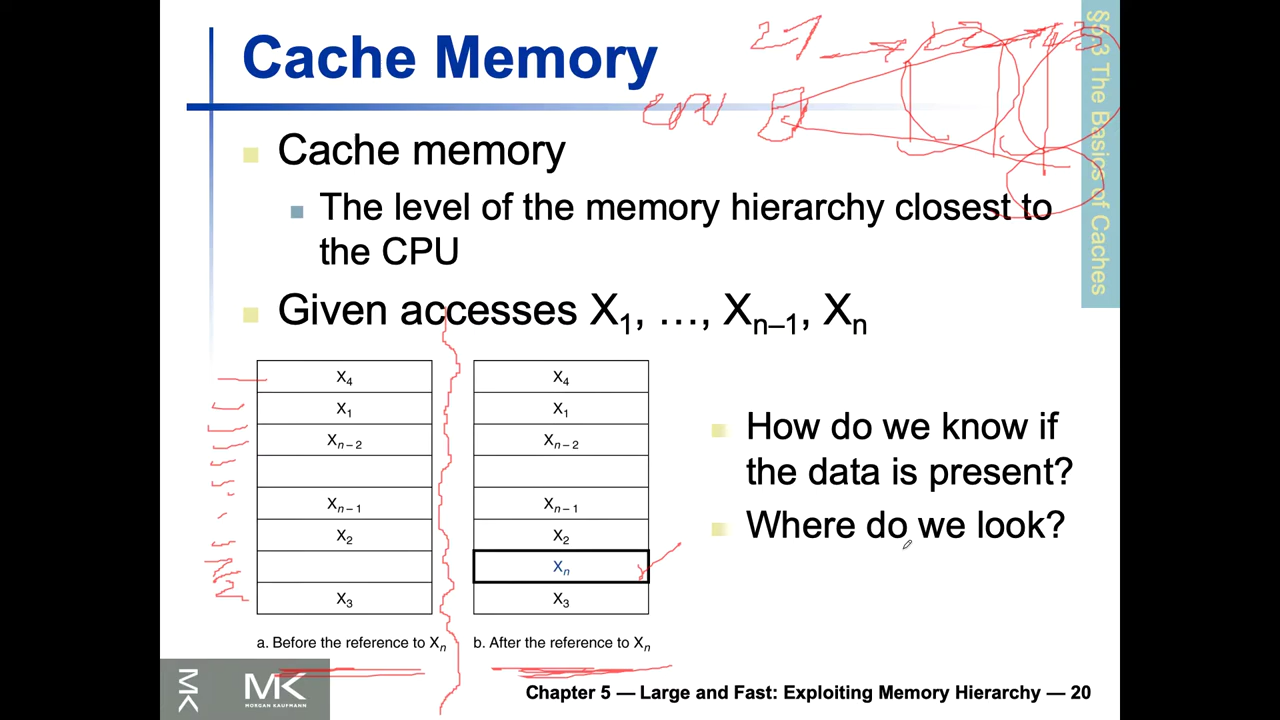 Cache Memory
§5.3 The Basics of Caches
CPU
Cache memory
The level of the memory hierarchy closest to
the CPU
Given accesses X1, …, Xn–1, Xn
X4
X1
Xn – 2
Xn – 1
X2
X3
a. Before the reference to Xn
X4
X1
Xn – 2
Xn – 1
X2
Xn
X3
b. After the reference to Xn
How do we know if
the data is present?
Where do we look?
MK
MK
MORGAN KAUFMANN
Chapter 5 — Large and Fast: Exploiting Memory Hierarchy — 20